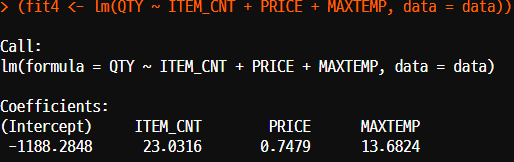 > (fit4 <- lm(QTY ~ ITEM_CNT + PRICE + MAXTEMP, data = data))
Call:
lm(formula = QTY ~ ITEM_CNT + PRICE + MAXTEMP, data = data)
Coefficients:
(Intercept) ITEM_CNT PRICE MAXTEMP
-1188.2848 23.0316 0.7479 13.6824